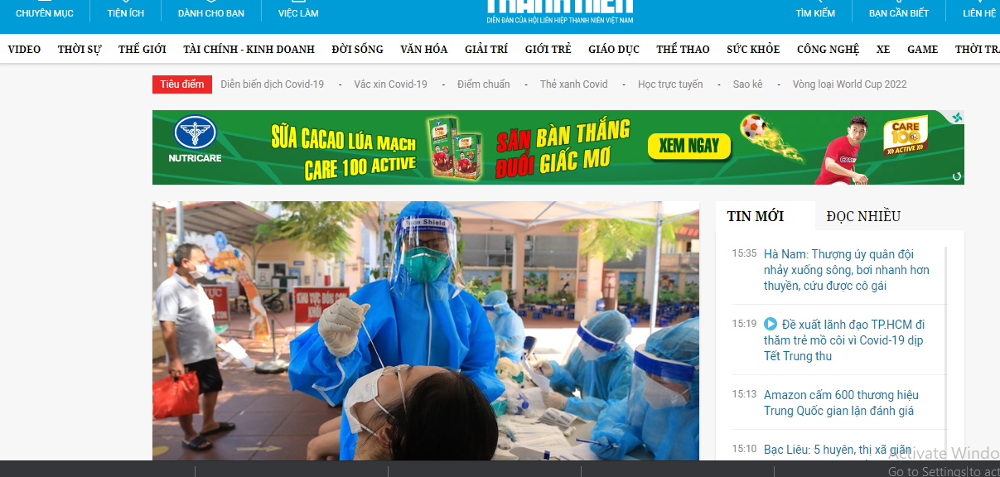 CHUYÊN MỤC
TIỆN ÍCH
DÀNH CHO BẠN
VIỆC LÀM
THANH NIÊN
DIỄN ĐÀN CỦA HỘI LIÊN HIỆP THANH NIÊN VIỆT NAM
TÌM KIẾM
BẠN CẦN BIẾT
LIÊN HỆ
VIDEO THỜI SỰ THẾ GIỚI TÀI CHÍNH - KINH DOANH ĐỜI SỐNG VĂN HÓA GIẢI TRÍ GIỚI TRẺ GIÁO DỤC THỂ THAO SỨC KHỎE CÔNG NGHỆ XE GAME THỜI TRA
Tiêu điểm Diễn biến dịch Covid-19 - Vắc xin Covid-19 - Điểm chuẩn - Thẻ xanh Covid - Học trực tuyến - Sao kê - Vòng loại World Cup 2022
NUTRICARE
SỮA CACAO LÚA MẠCH
CARE 100 ACTIVE
SĂN BÀN THẮNG
ĐUỔI GIẤC MƠ
XEM NGAY
CARE
100
ACTIVE
Face Shield
KHU VỰC ĐÓNG CON
TIN MỚI
ĐỌC NHIỀU
15:35 Hà Nam: Thượng úy quân đội
nhảy xuống sông, bơi nhanh hơn
thuyền, cứu được cô gái
15:19 Đề xuất lãnh đạo TP.HCM đi
thăm trẻ mồ côi vì Covid-19 dịp
Tết Trung thu
15:13 Amazon cấm 600 thương hiệu
Trung Quốc gian lận đánh giá
15:10 Bạc Liêu: 5 huyện, thị xã giãn
Activate Windo
Go to Settings to act